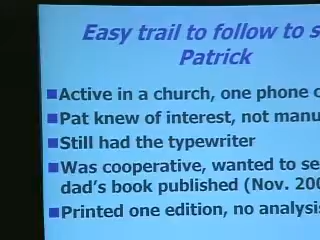 Easy trail to follow to s
Patrick
Active in a church, one phone c
Pat knew of interest, not manu
Still had the typewriter
Was cooperative, wanted to se
dad's book published (Nov. 200
Printed one edition, no analysis